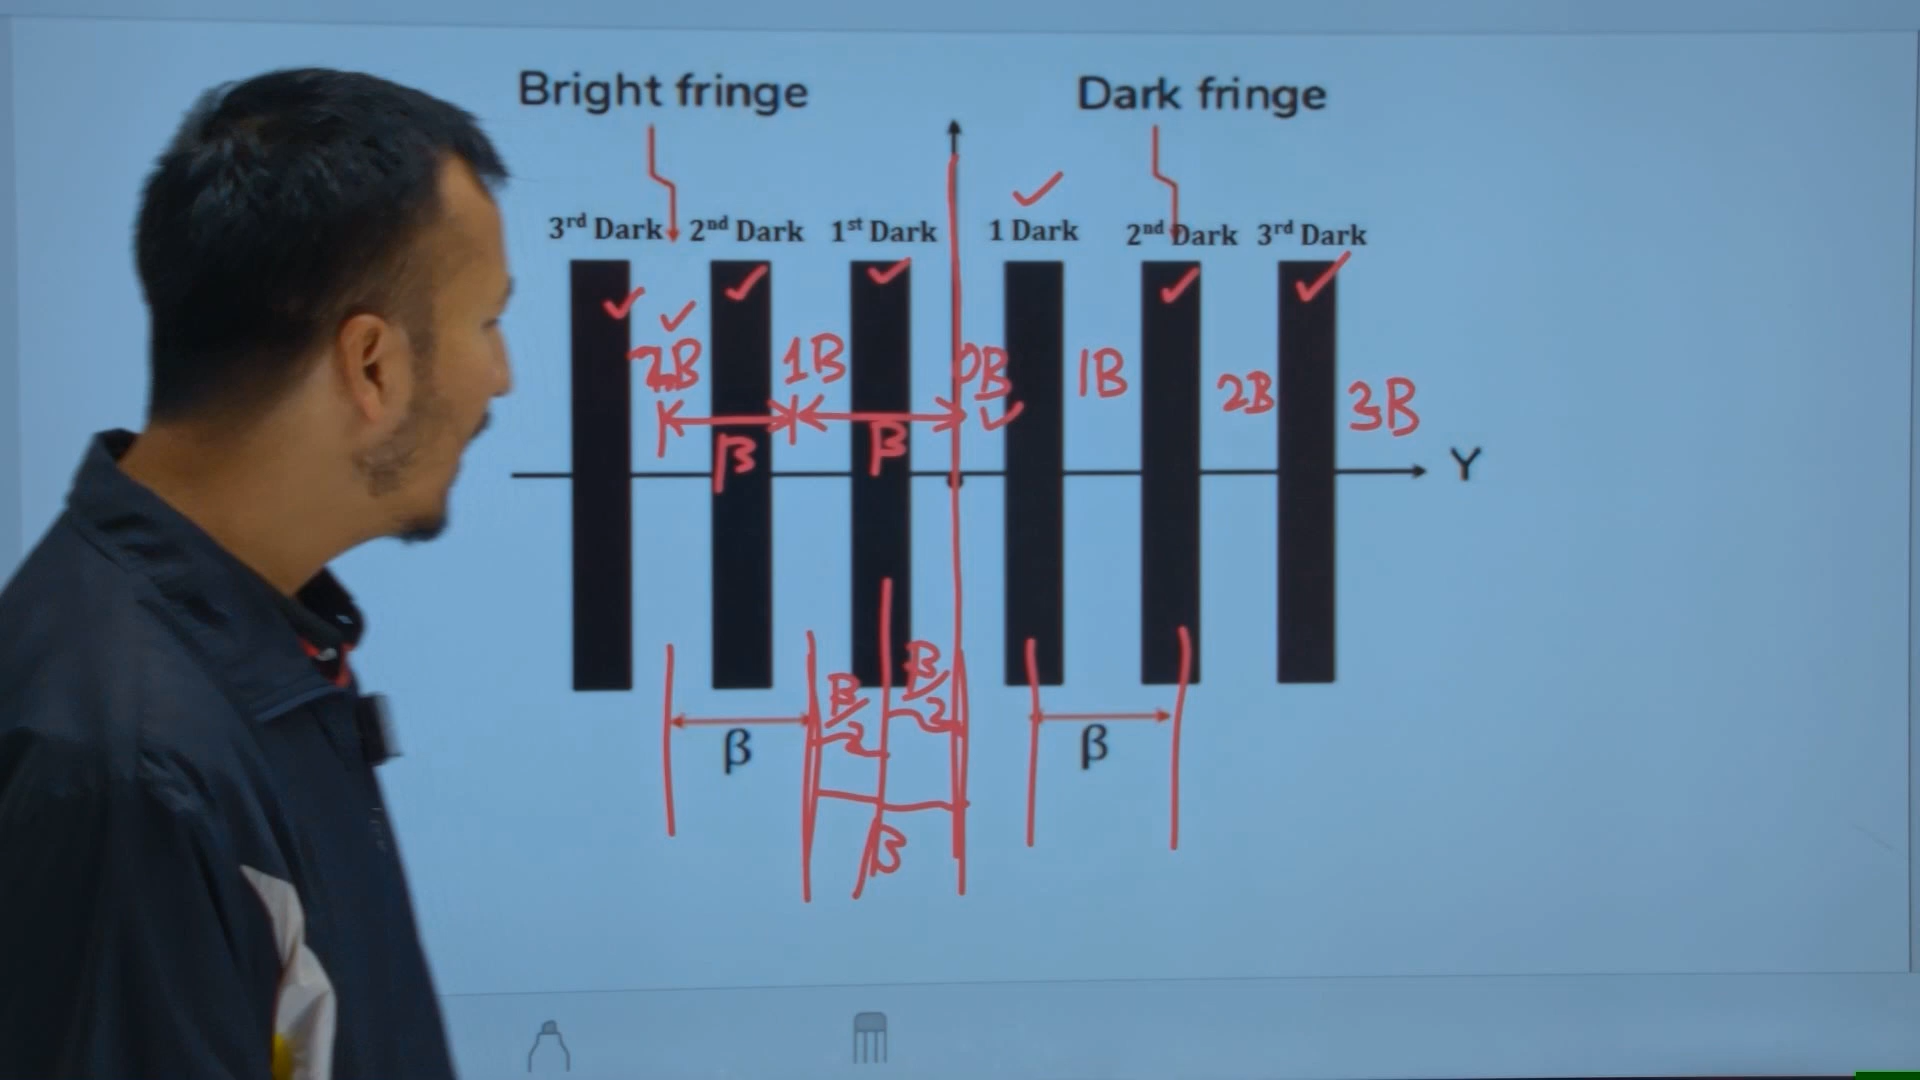 Bright fringe Dark fringe
3rd Dark 2nd Dark 1st Dark 1 Dark 2nd Dark 3rd Dark
2B 1B 0B 1B 2B 3B
β β
Y
β/2 β/2
β β
β